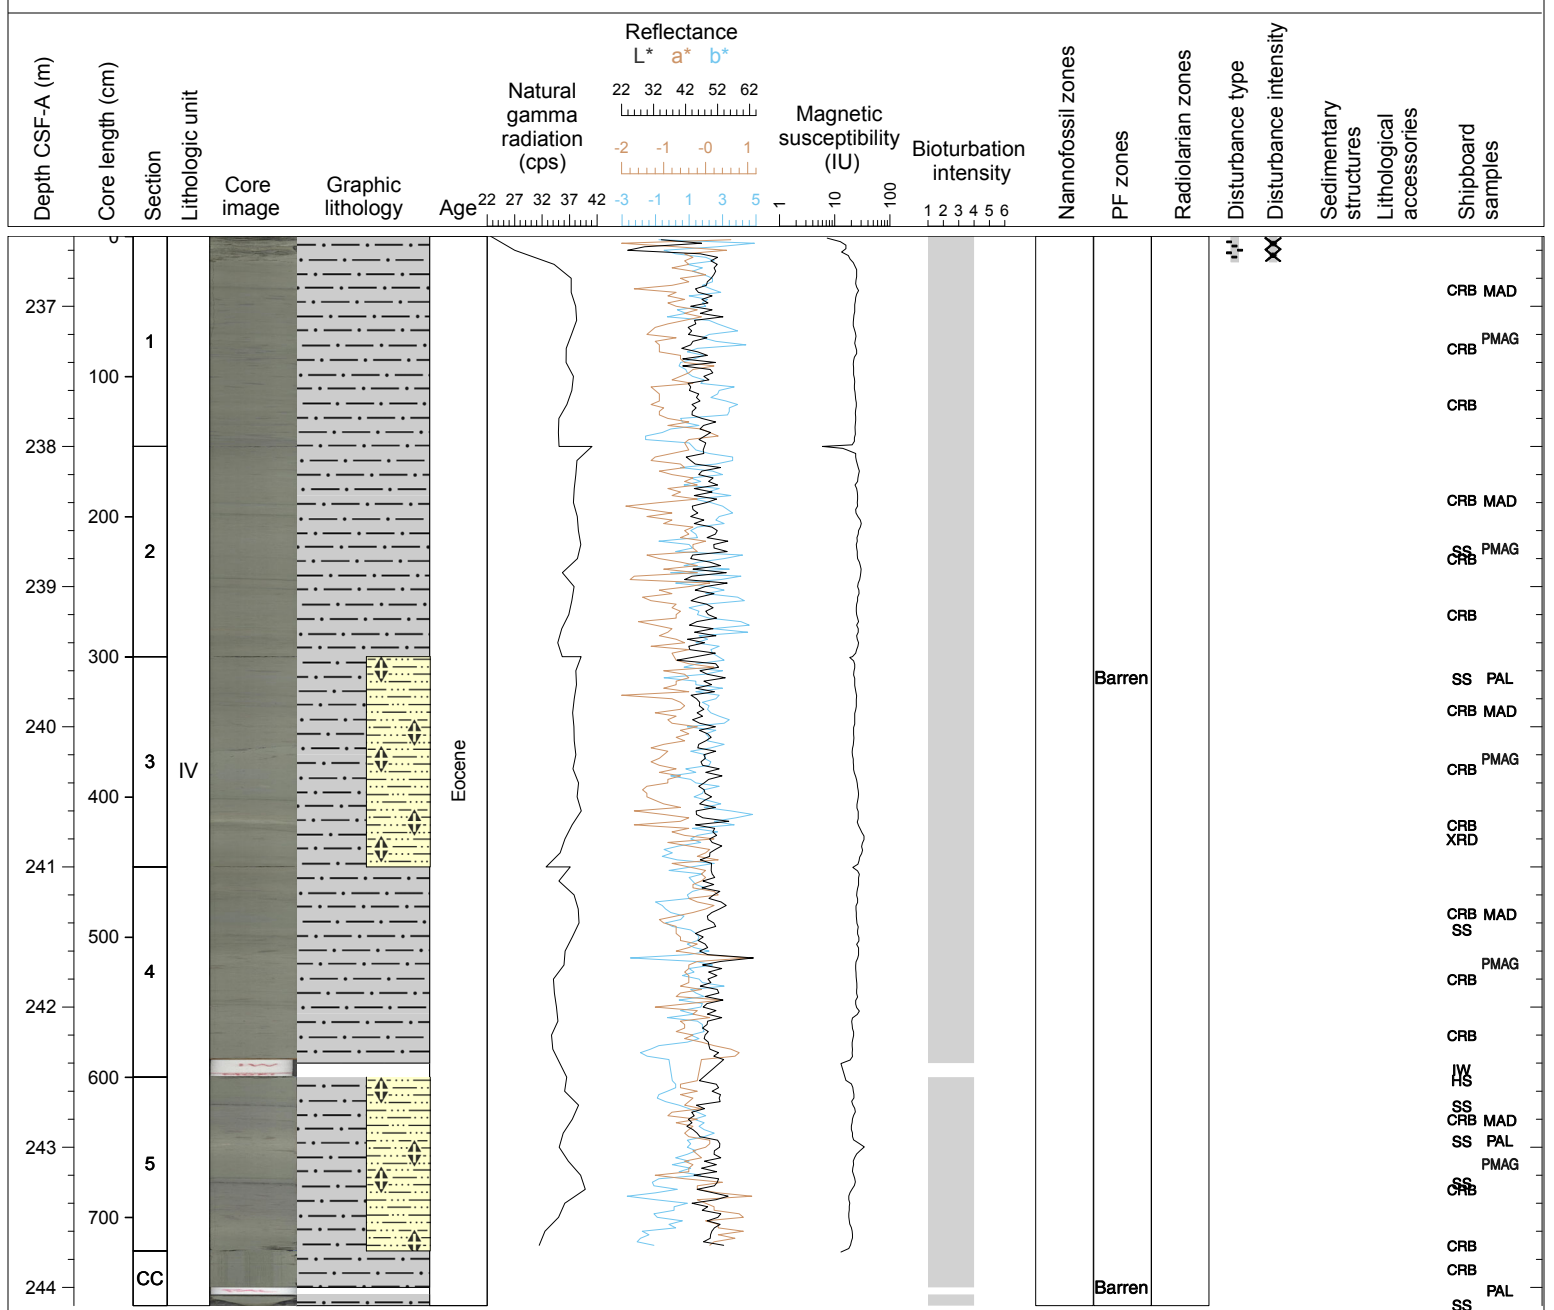 Depth CSF-A (m)
Core length (cm)
Section
Lithologic unit
Core
image
Graphic
lithology
Age
Natural
gamma
radiation
(cps)
22 27 32 37 42
Reflectance
L* a* b*
22 32 42 52 62
-2 -1 -0 1
-3 -1 1 3 5
Magnetic
susceptibility
(IU)
1 10 100
Bioturbation
intensity
1 2 3 4 5 6
Nannofossil zones
PF zones
Radiolarian zones
Disturbance type
Disturbance intensity
Sedimentary
structures
Lithological
accessories
Shipboard
samples
0
237
100
238
200
239
300
240
400
241
500
242
600
243
700
244
1
2
3
4
5
CC
IV
Eocene
Barren
Barren
CRB MAD
PMAG
CRB
CRB
CRB MAD
SS PMAG
CRB
CRB
SS PAL
CRB MAD
PMAG
CRB
CRB
XRD
CRB MAD
SS
PMAG
CRB
CRB
IW
HS
SS
CRB MAD
SS PAL
PMAG
SS
CRB
CRB
CRB
PAL
SS